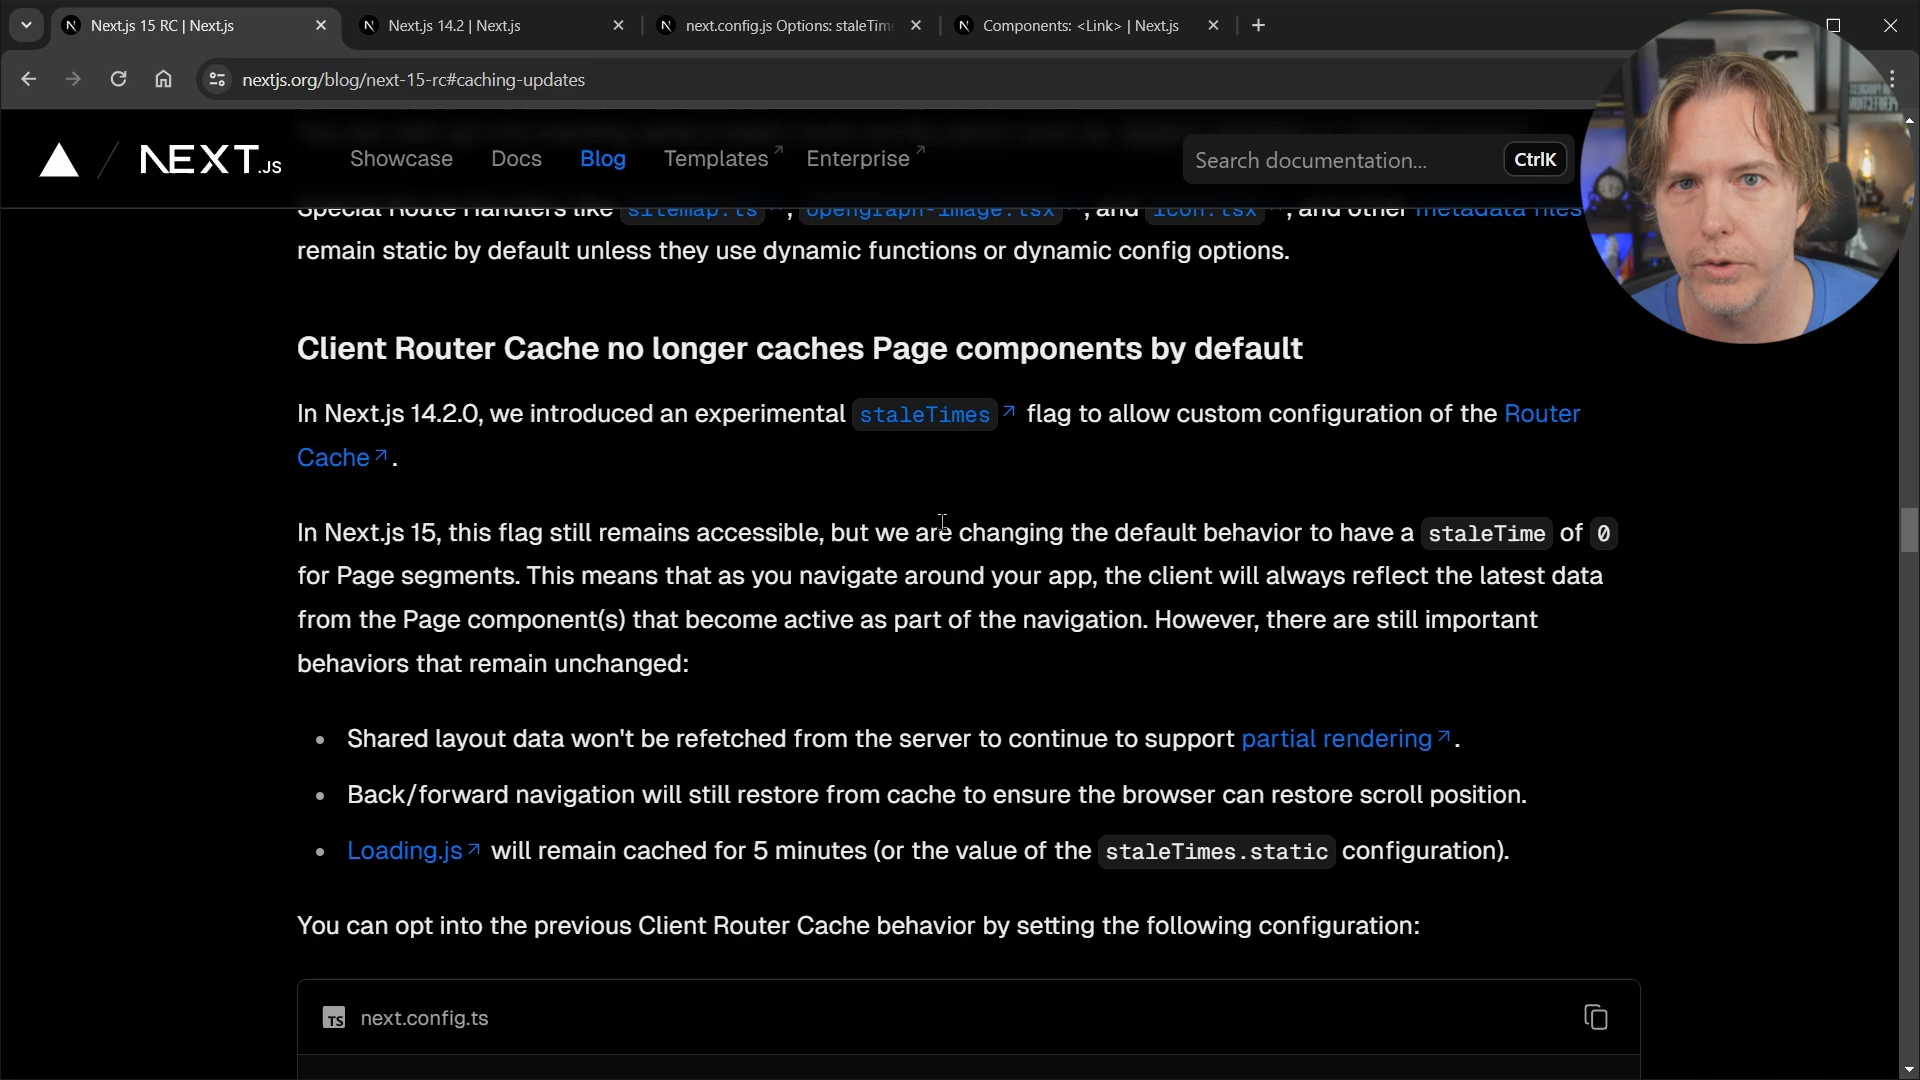 Next.js 15 RC | Next.js
Next.js 14.2 | Next.js
next.config.js Options: staleTim
Components: <Link> | Next.js
nextjs.org/blog/next-15-rc#caching-updates
NEXT.JS
Showcase
Docs
Blog
Templates
Enterprise
Search documentation...
CtrlK
Special Route Handlers like sitemap.ts, opengraph-image.tsx, and icon.tsx, and other metadata files
remain static by default unless they use dynamic functions or dynamic config options.
Client Router Cache no longer caches Page components by default
In Next.js 14.2.0, we introduced an experimental staleTimes flag to allow custom configuration of the Router
Cache.
In Next.js 15, this flag still remains accessible, but we are changing the default behavior to have a staleTime of 0
for Page segments. This means that as you navigate around your app, the client will always reflect the latest data
from the Page component(s) that become active as part of the navigation. However, there are still important
behaviors that remain unchanged:
• Shared layout data won't be refetched from the server to continue to support partial rendering.
• Back/forward navigation will still restore from cache to ensure the browser can restore scroll position.
• Loading.js will remain cached for 5 minutes (or the value of the staleTimes.static configuration).
You can opt into the previous Client Router Cache behavior by setting the following configuration:
TS next.config.ts